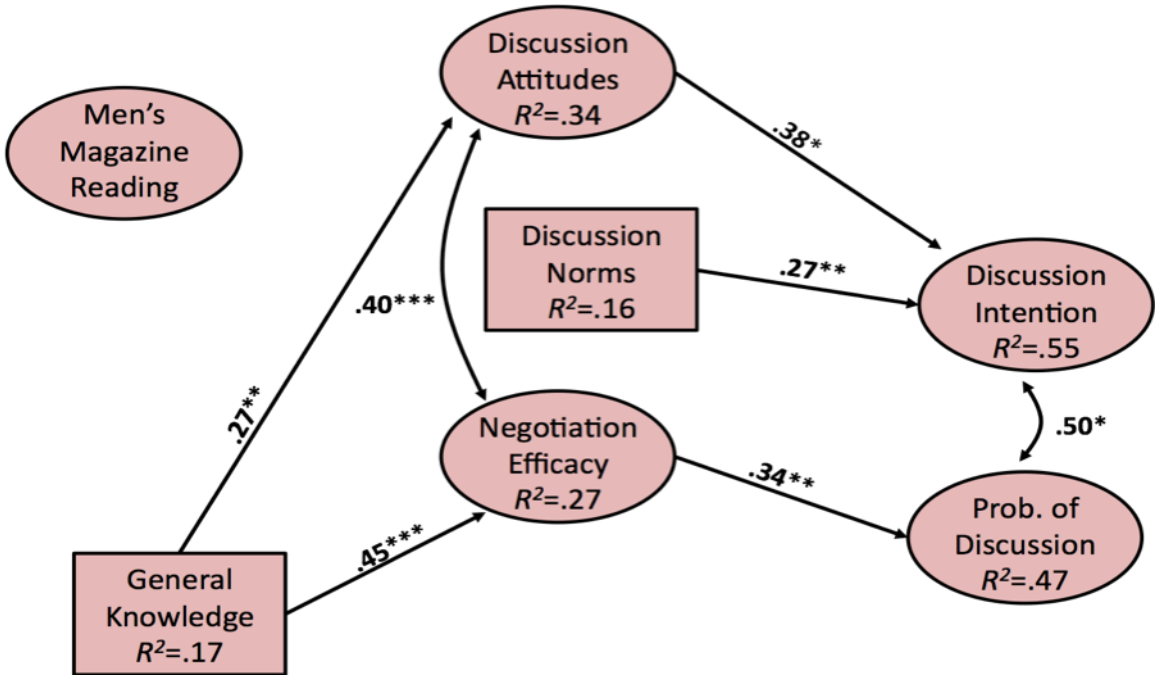 Discussion
Attitudes
R²=.34
Men's
Magazine
Reading
.38*
Discussion
Norms
R²=.16
.27**
Discussion
Intention
R²=.55
.40***
.27**
Negotiation
Efficacy
R²=.27
.50*
.34**
Prob. of
Discussion
R²=.47
.45***
General
Knowledge
R²=.17